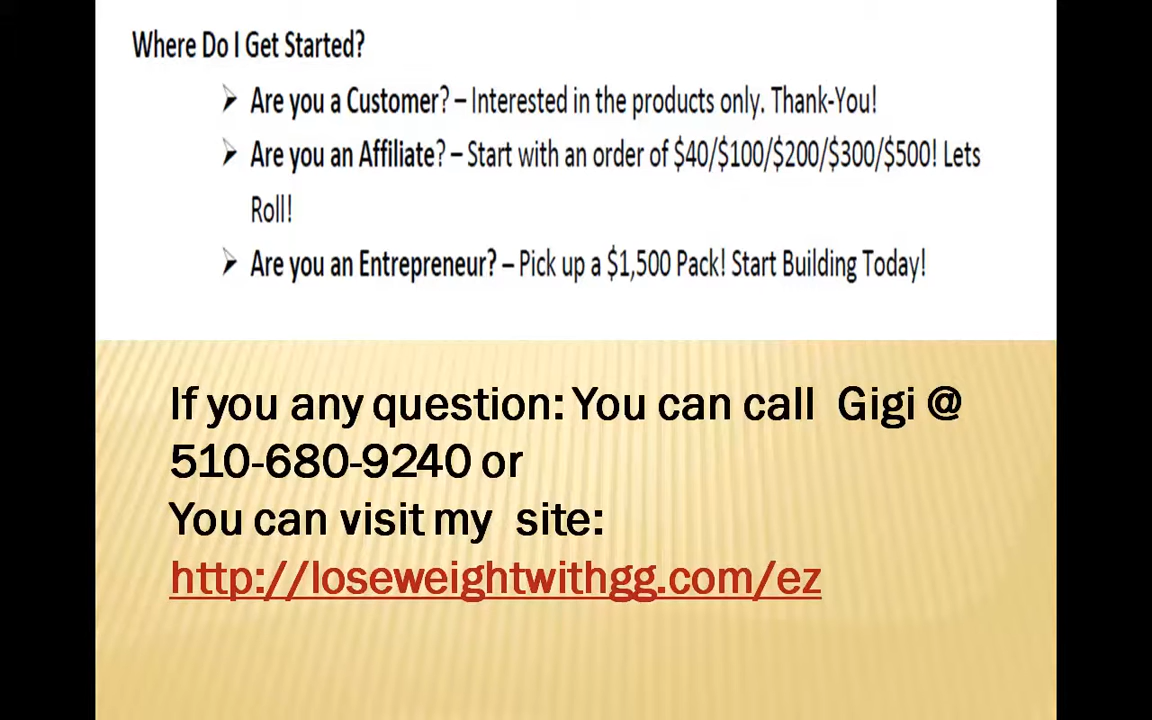 Where Do I Get Started?
➢ Are you a Customer? – Interested in the products only. Thank-You!
➢ Are you an Affiliate? – Start with an order of $40/$100/$200/$300/$500! Lets
Roll!
➢ Are you an Entrepreneur? – Pick up a $1,500 Pack! Start Building Today!
If you any question: You can call  Gigi @
510-680-9240 or
You can visit my  site:
http://loseweightwithgg.com/ez